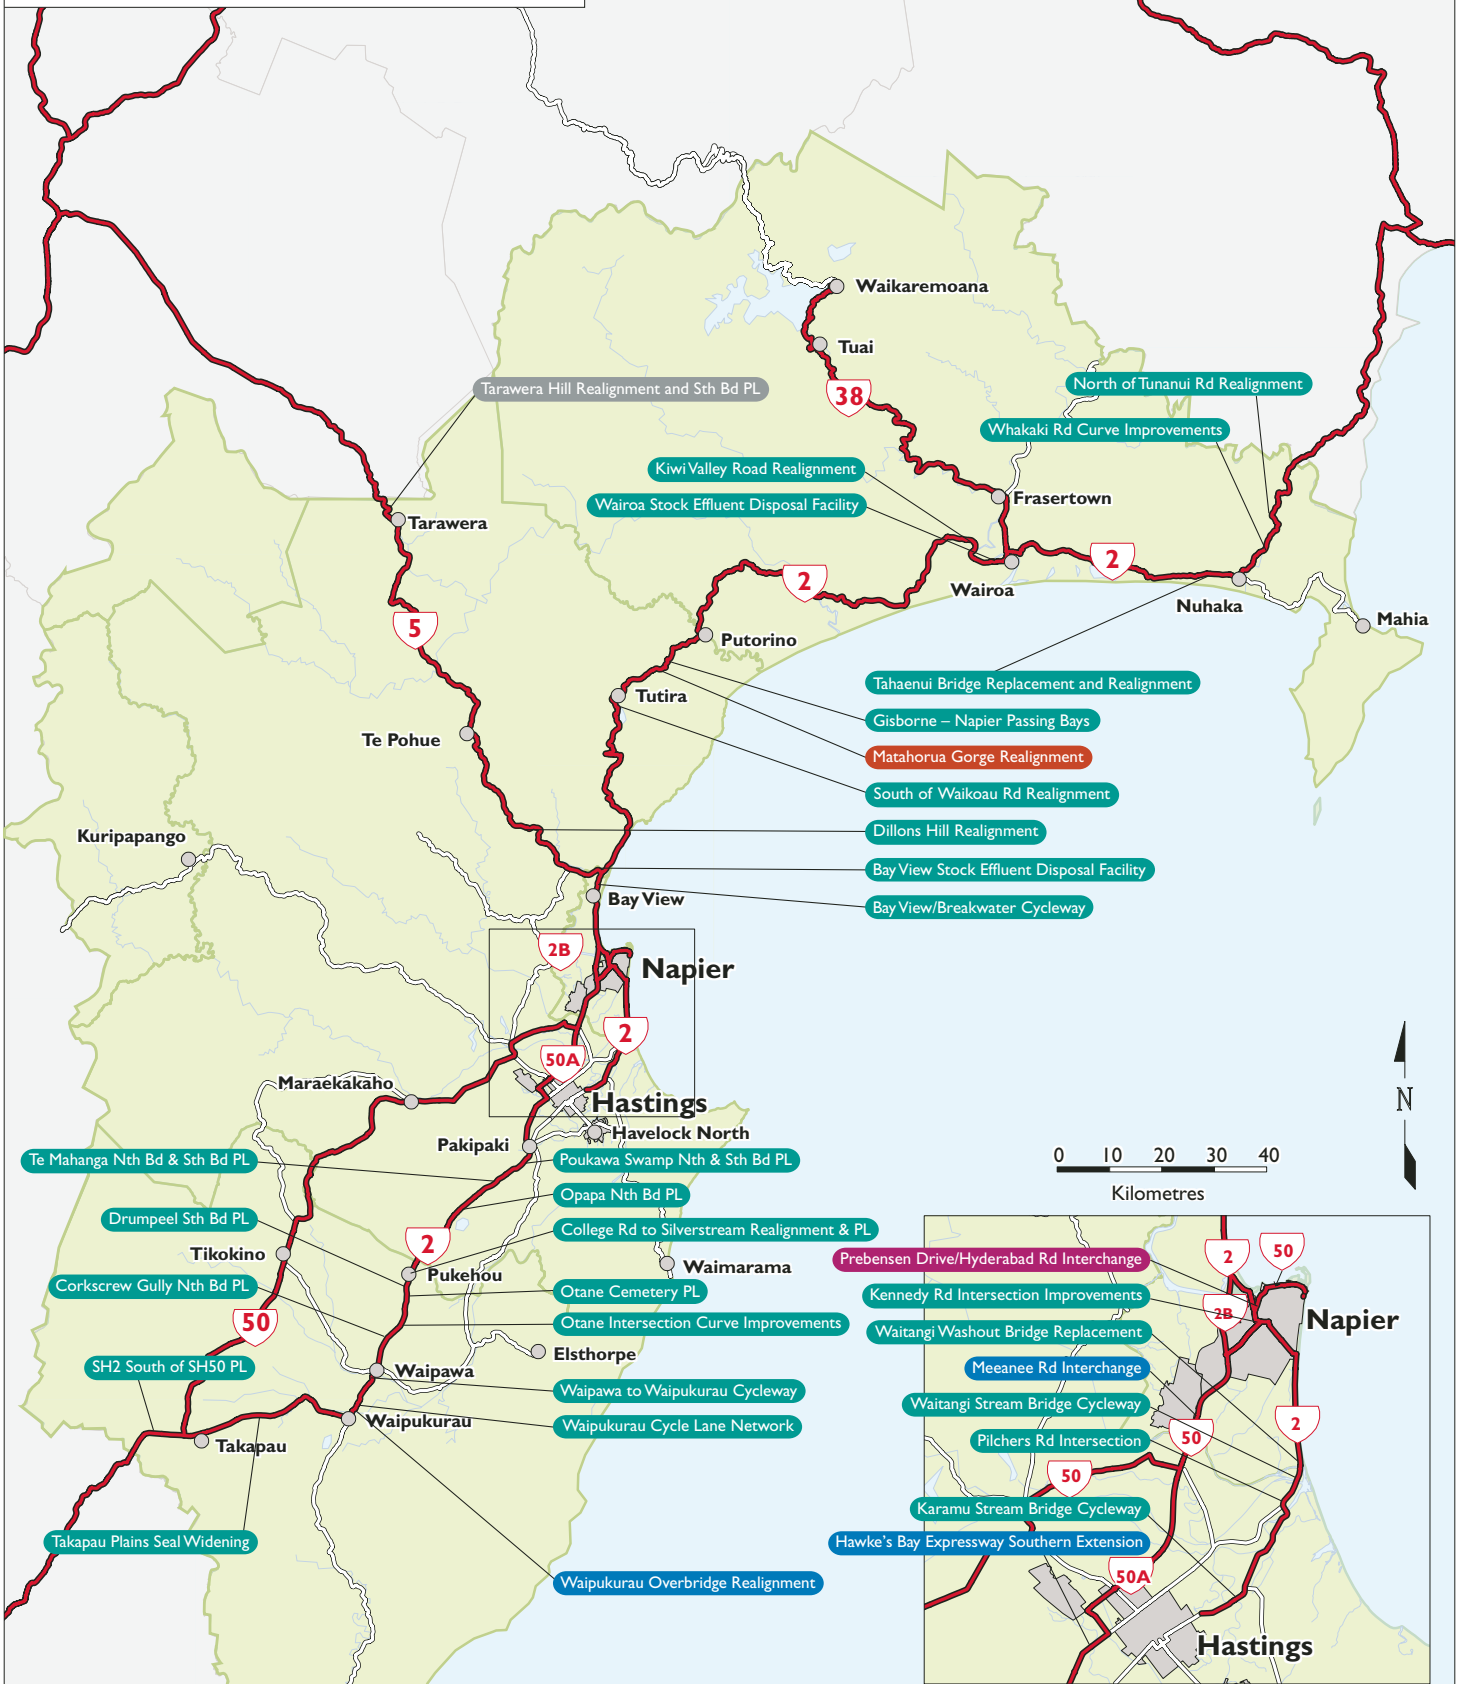 Waikaremoana
Tuai
38
Tarawera Hill Realignment and Sth Bd PL
North of Tunanui Rd Realignment
Whakaki Rd Curve Improvements
Kiwi Valley Road Realignment
Wairoa Stock Effluent Disposal Facility
Frasertown
Tarawera
2
2
Wairoa
Nuhaka
Mahia
5
Putorino
Tahaenui Bridge Replacement and Realignment
Tutira
Gisborne – Napier Passing Bays
Te Pohue
Matahorua Gorge Realignment
South of Waikoau Rd Realignment
Dillons Hill Realignment
Kuripapango
Bay View Stock Effluent Disposal Facility
Bay View
Bay View/Breakwater Cycleway
2B
Napier
2
50A
Maraekakaho
Hastings
N
Havelock North
Pakipaki
Te Mahanga Nth Bd & Sth Bd PL
Poukawa Swamp Nth & Sth Bd PL
0 10 20 30 40
Kilometres
Opapa Nth Bd PL
Drumpeel Sth Bd PL
College Rd to Silverstream Realignment & PL
2
Tikokino
Pukehou
Waimarama
Corkscrew Gully Nth Bd PL
Otane Cemetery PL
50
Otane Intersection Curve Improvements
Elsthorpe
SH2 South of SH50 PL
Waipawa
Waipawa to Waipukurau Cycleway
Waipukurau
Waipukurau Cycle Lane Network
Takapau
Takapau Plains Seal Widening
Waipukurau Overbridge Realignment
2
50
Prebensen Drive/Hyderabad Rd Interchange
Kennedy Rd Intersection Improvements
2B
Napier
Waitangi Washout Bridge Replacement
Meeanee Rd Interchange
Waitangi Stream Bridge Cycleway
2
Pilchers Rd Intersection
50
50
Karamu Stream Bridge Cycleway
Hawke's Bay Expressway Southern Extension
50A
Hastings